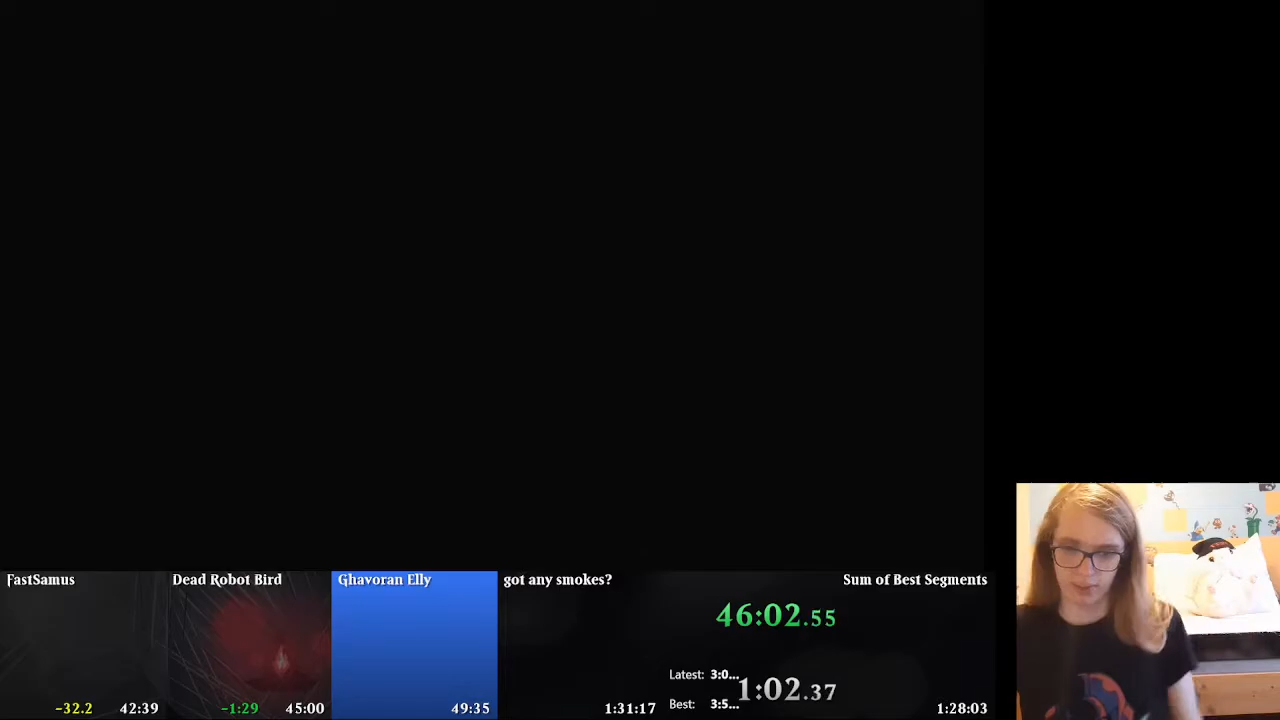 FastSamus
-32.2 42:39
Dead Robot Bird
-1:29 45:00
Ghavoran Elly
49:35
got any smokes?
1:31:17
46:02.55
Latest: 3:0...
1:02.37
Best: 3:5...
Sum of Best Segments
1:28:03